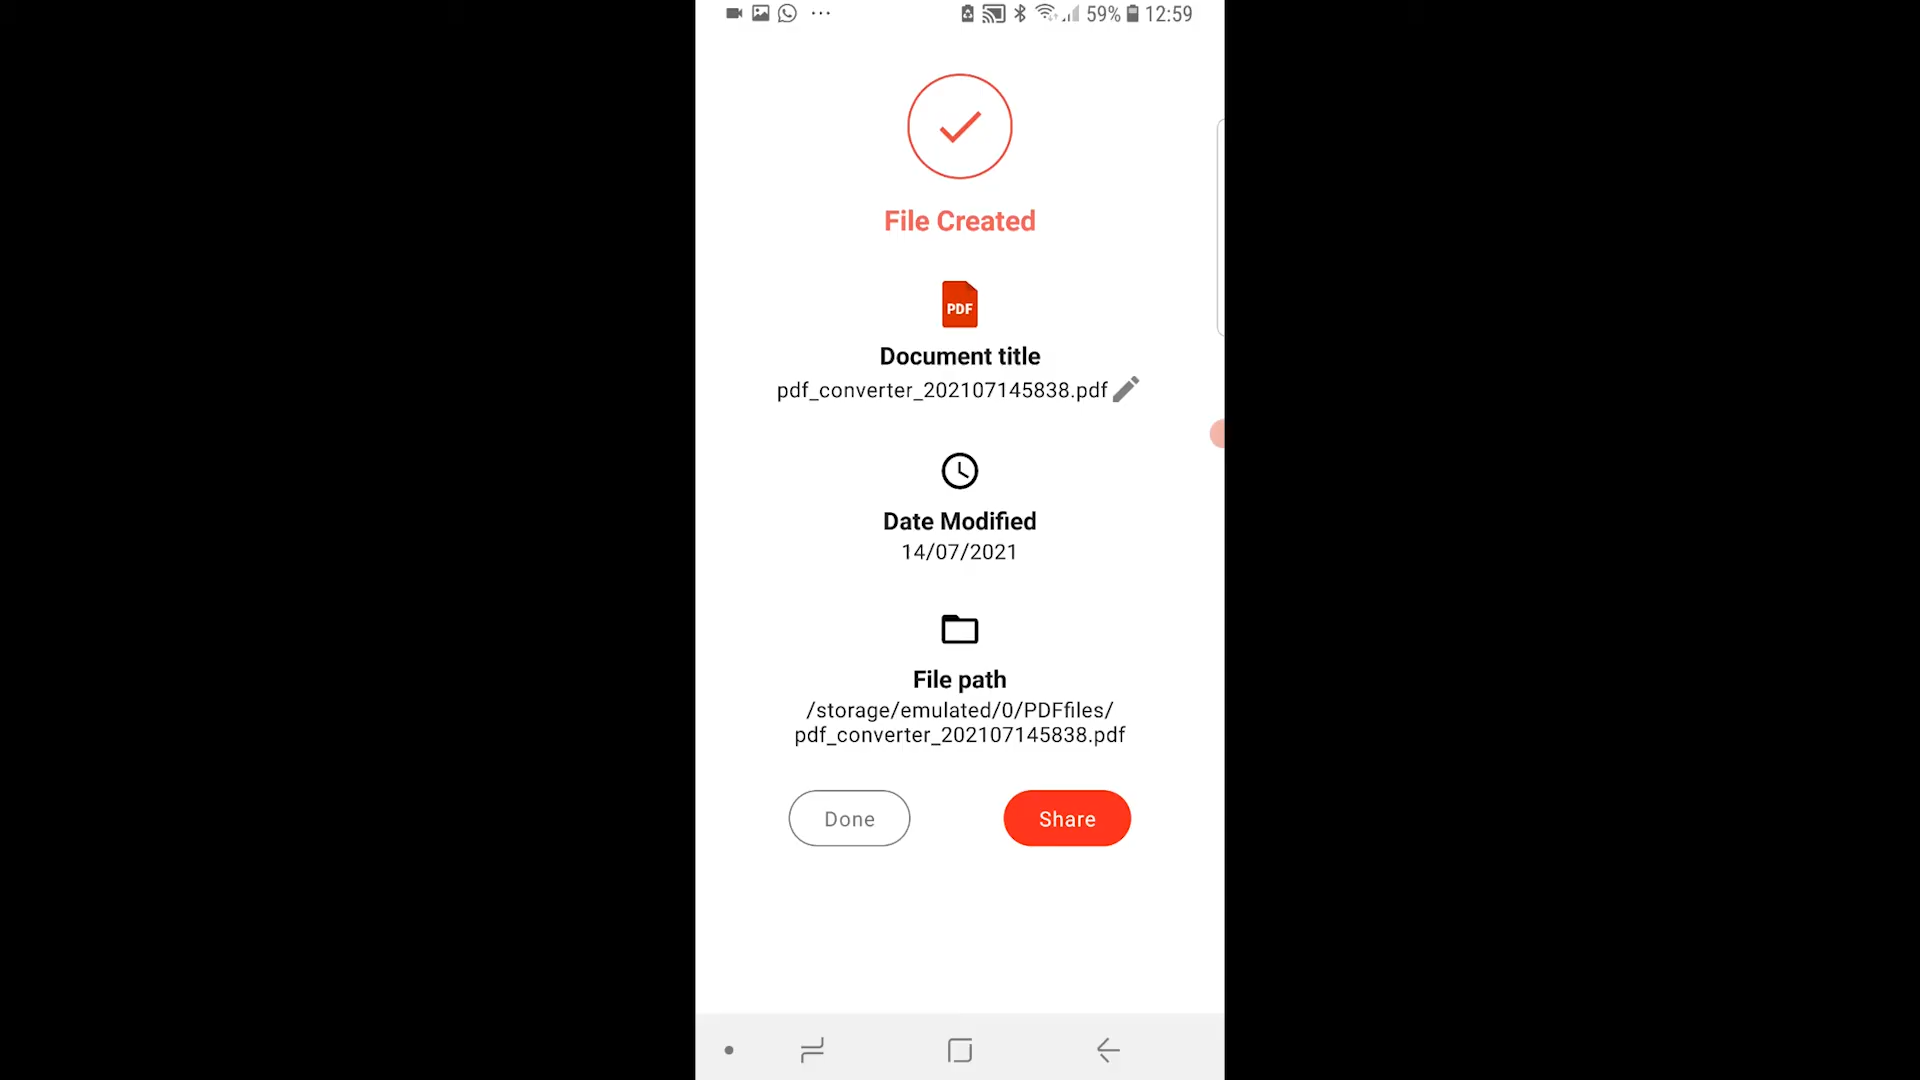 59% 12:59
File Created
PDF
Document title
pdf_converter_202107145838.pdf
Date Modified
14/07/2021
File path
/storage/emulated/0/PDFfiles/
pdf_converter_202107145838.pdf
Done Share